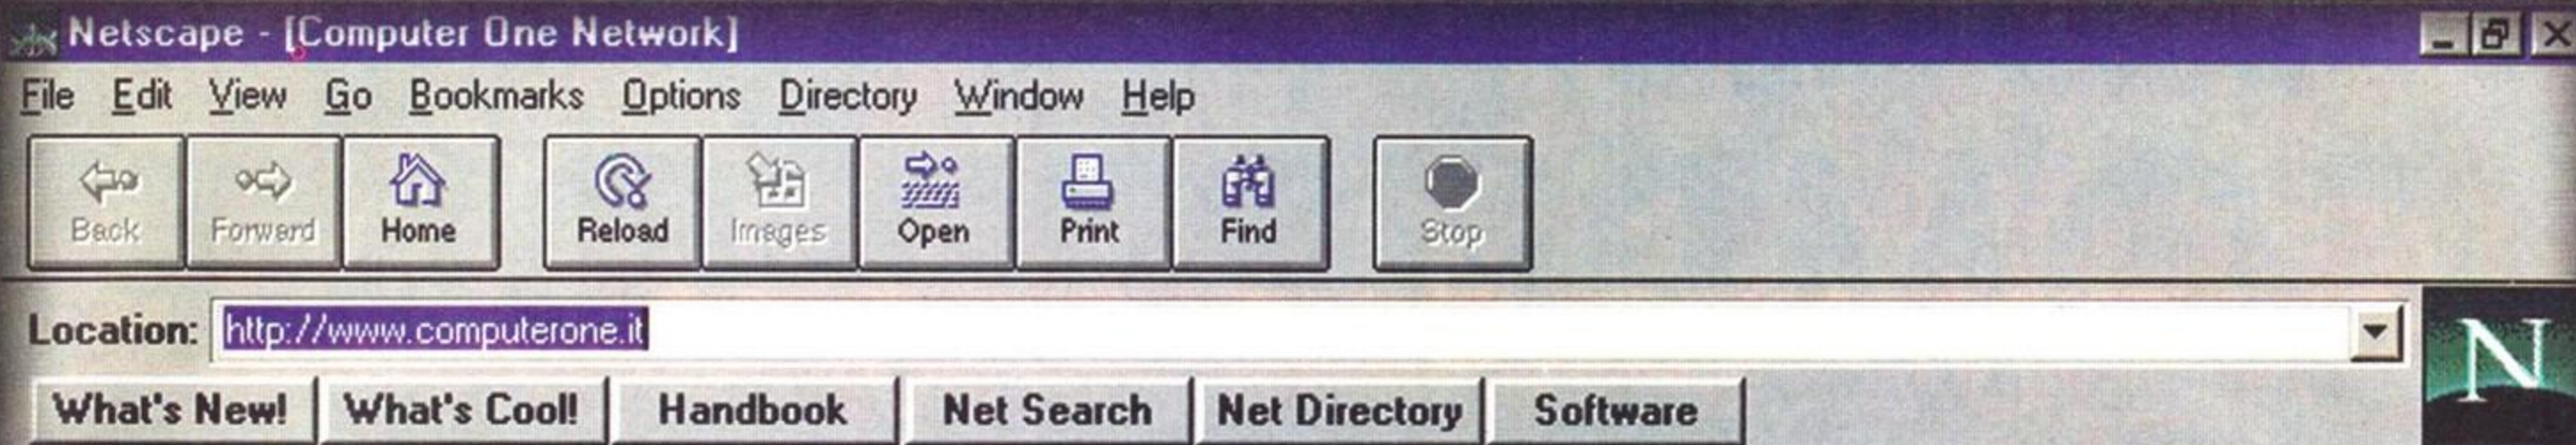 Netscape - [Computer One Network]
File Edit View Go Bookmarks Options Directory Window Help
Back Forward Home Reload Images Open Print Find Stop
Location: http://www.computerone.it
N
What's New! What's Cool! Handbook Net Search Net Directory Software